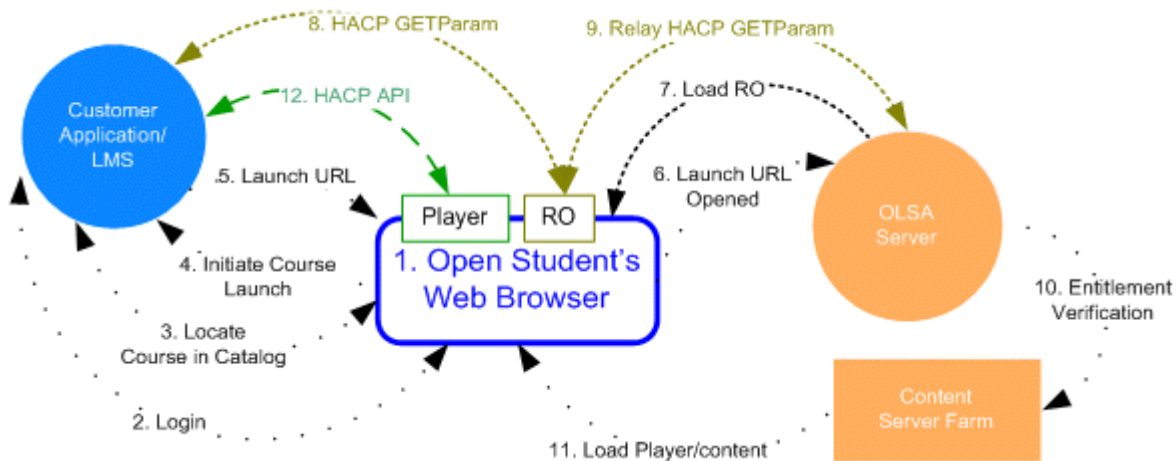 8. HACP GETParam
9. Relay HACP GETParam
7. Load RO
12. HACP API
Customer
Application/
LMS
5. Launch URL
6. Launch URL
Opened
Player
RO
OLSA
Server
1. Open Student's
Web Browser
4. Initiate Course
Launch
10. Entitlement
Verification
3. Locate
Course in Catalog
2. Login
11. Load Player/content
Content
Server Farm